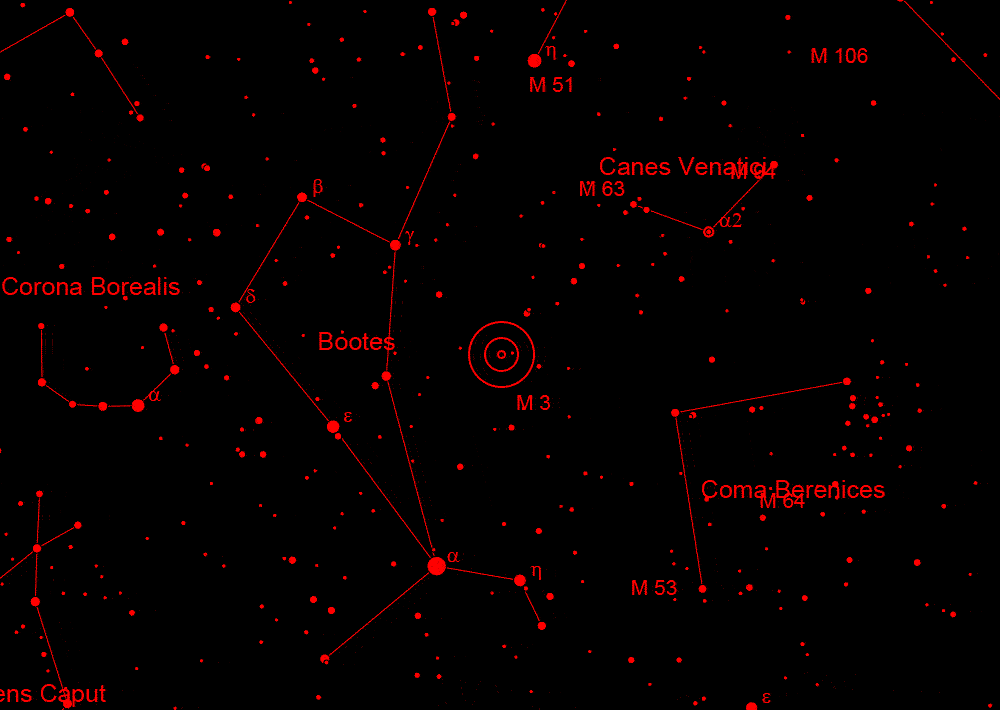 η
M 51
M 106
Canes Venatici
M 94
M 63
β
α2
γ
Corona Borealis
δ
Bootes
α
M 3
ε
Coma Berenices
M 64
α
η
M 53
ens Caput
ε